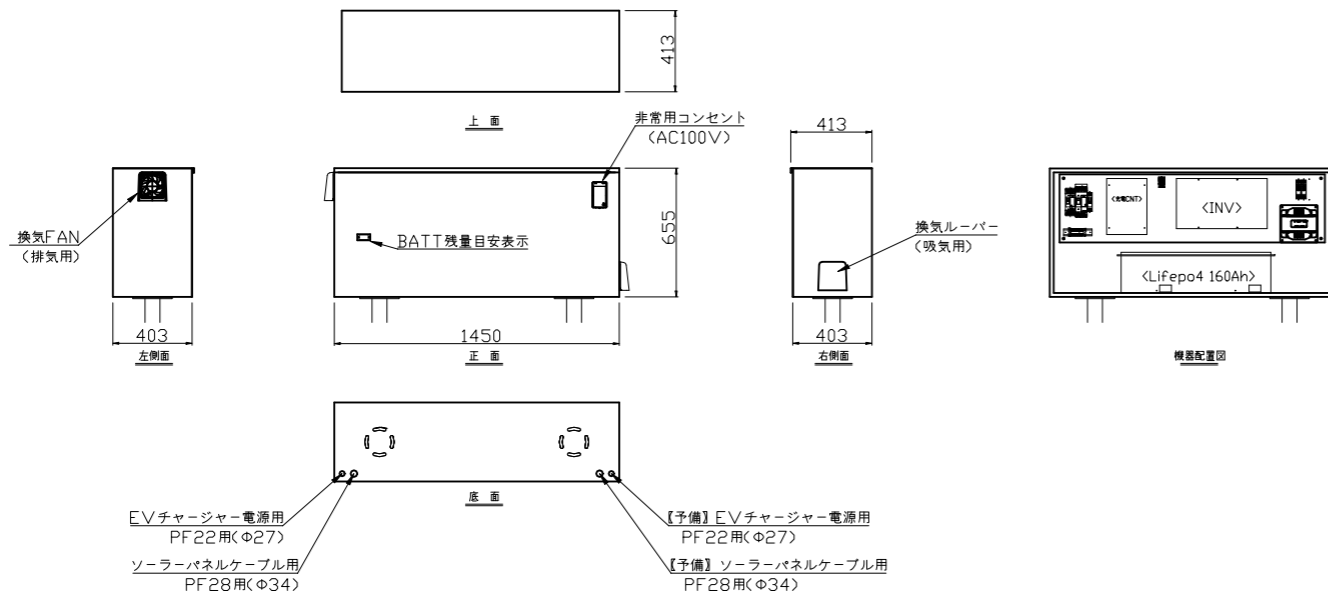 413
上 面
非常用コンセント
(AC100V)
413
換気FAN
(排気用)
BATT残量目安表示
655
換気ルーバー
(吸気用)
<充電CNT>
<INV>
<Lifepo4 160Ah>
403
左側面
1450
正 面
403
右側面
機器配置図
底 面
EVチャージャー電源用
PF22用(Φ27)
ソーラーパネルケーブル用
PF28用(Φ34)
【予備】EVチャージャー電源用
PF22用(Φ27)
【予備】ソーラーパネルケーブル用
PF28用(Φ34)